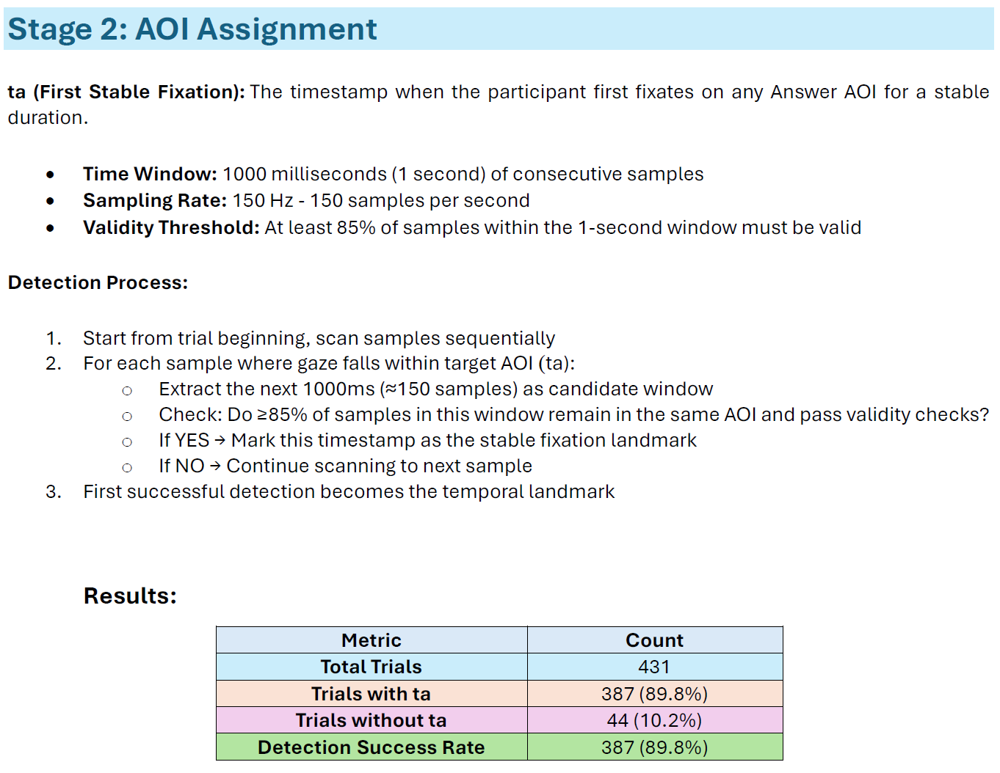 Stage 2: AOI Assignment
ta (First Stable Fixation): The timestamp when the participant first fixates on any Answer AOI for a stable
duration.
• Time Window: 1000 milliseconds (1 second) of consecutive samples
• Sampling Rate: 150 Hz - 150 samples per second
• Validity Threshold: At least 85% of samples within the 1-second window must be valid
Detection Process:
1. Start from trial beginning, scan samples sequentially
2. For each sample where gaze falls within target AOI (ta):
○ Extract the next 1000ms (≈150 samples) as candidate window
○ Check: Do ≥85% of samples in this window remain in the same AOI and pass validity checks?
○ If YES → Mark this timestamp as the stable fixation landmark
○ If NO → Continue scanning to next sample
3. First successful detection becomes the temporal landmark
Results:
Metric Count
Total Trials 431
Trials with ta 387 (89.8%)
Trials without ta 44 (10.2%)
Detection Success Rate 387 (89.8%)